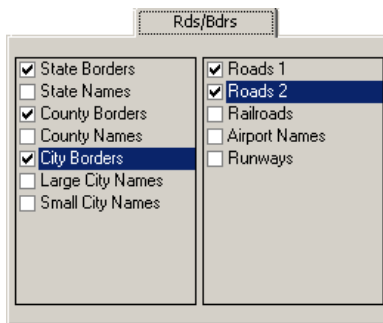 Rds/Bdrs
State Borders
State Names
County Borders
County Names
City Borders
Large City Names
Small City Names
Roads 1
Roads 2
Railroads
Airport Names
Runways